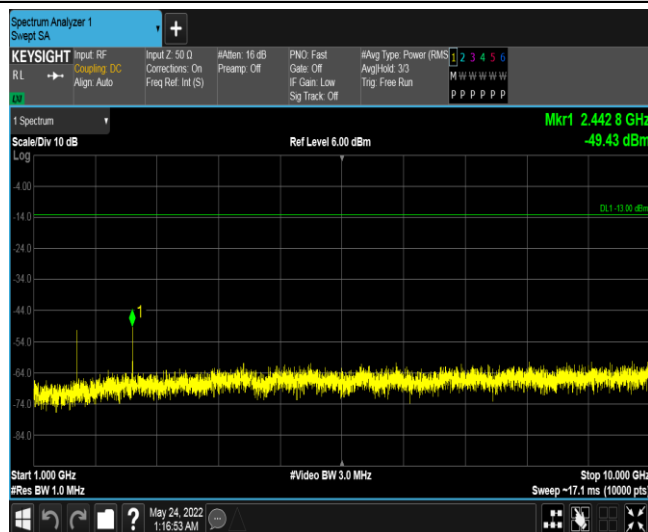 Spectrum Analyzer 1
Swept SA
+
KEYSIGHT
RL
LXI
Input: RF
Coupling: DC
Align: Auto
Input Z: 50 Ω
Corrections: On
Freq Ref: Int (S)
#Atten: 16 dB
Preamp: Off
PNO: Fast
Gate: Off
IF Gain: Low
Sig Track: Off
#Avg Type: Power (RMS
Avg|Hold: 3/3
Trig: Free Run
1 2 3 4 5 6
M W W W W W
P P P P P P
1 Spectrum
Mkr1 2.442 8 GHz
Scale/Div 10 dB
Ref Level 6.00 dBm
-49.43 dBm
Log
-4.00
DL1 -13.00 dBm
-14.0
-24.0
-34.0
-44.0
1
-54.0
-64.0
-74.0
-84.0
Start 1.000 GHz
#Video BW 3.0 MHz
Stop 10.000 GHz
#Res BW 1.0 MHz
Sweep ~17.1 ms (10000 pts)
?
May 24, 2022
1:16:53 AM